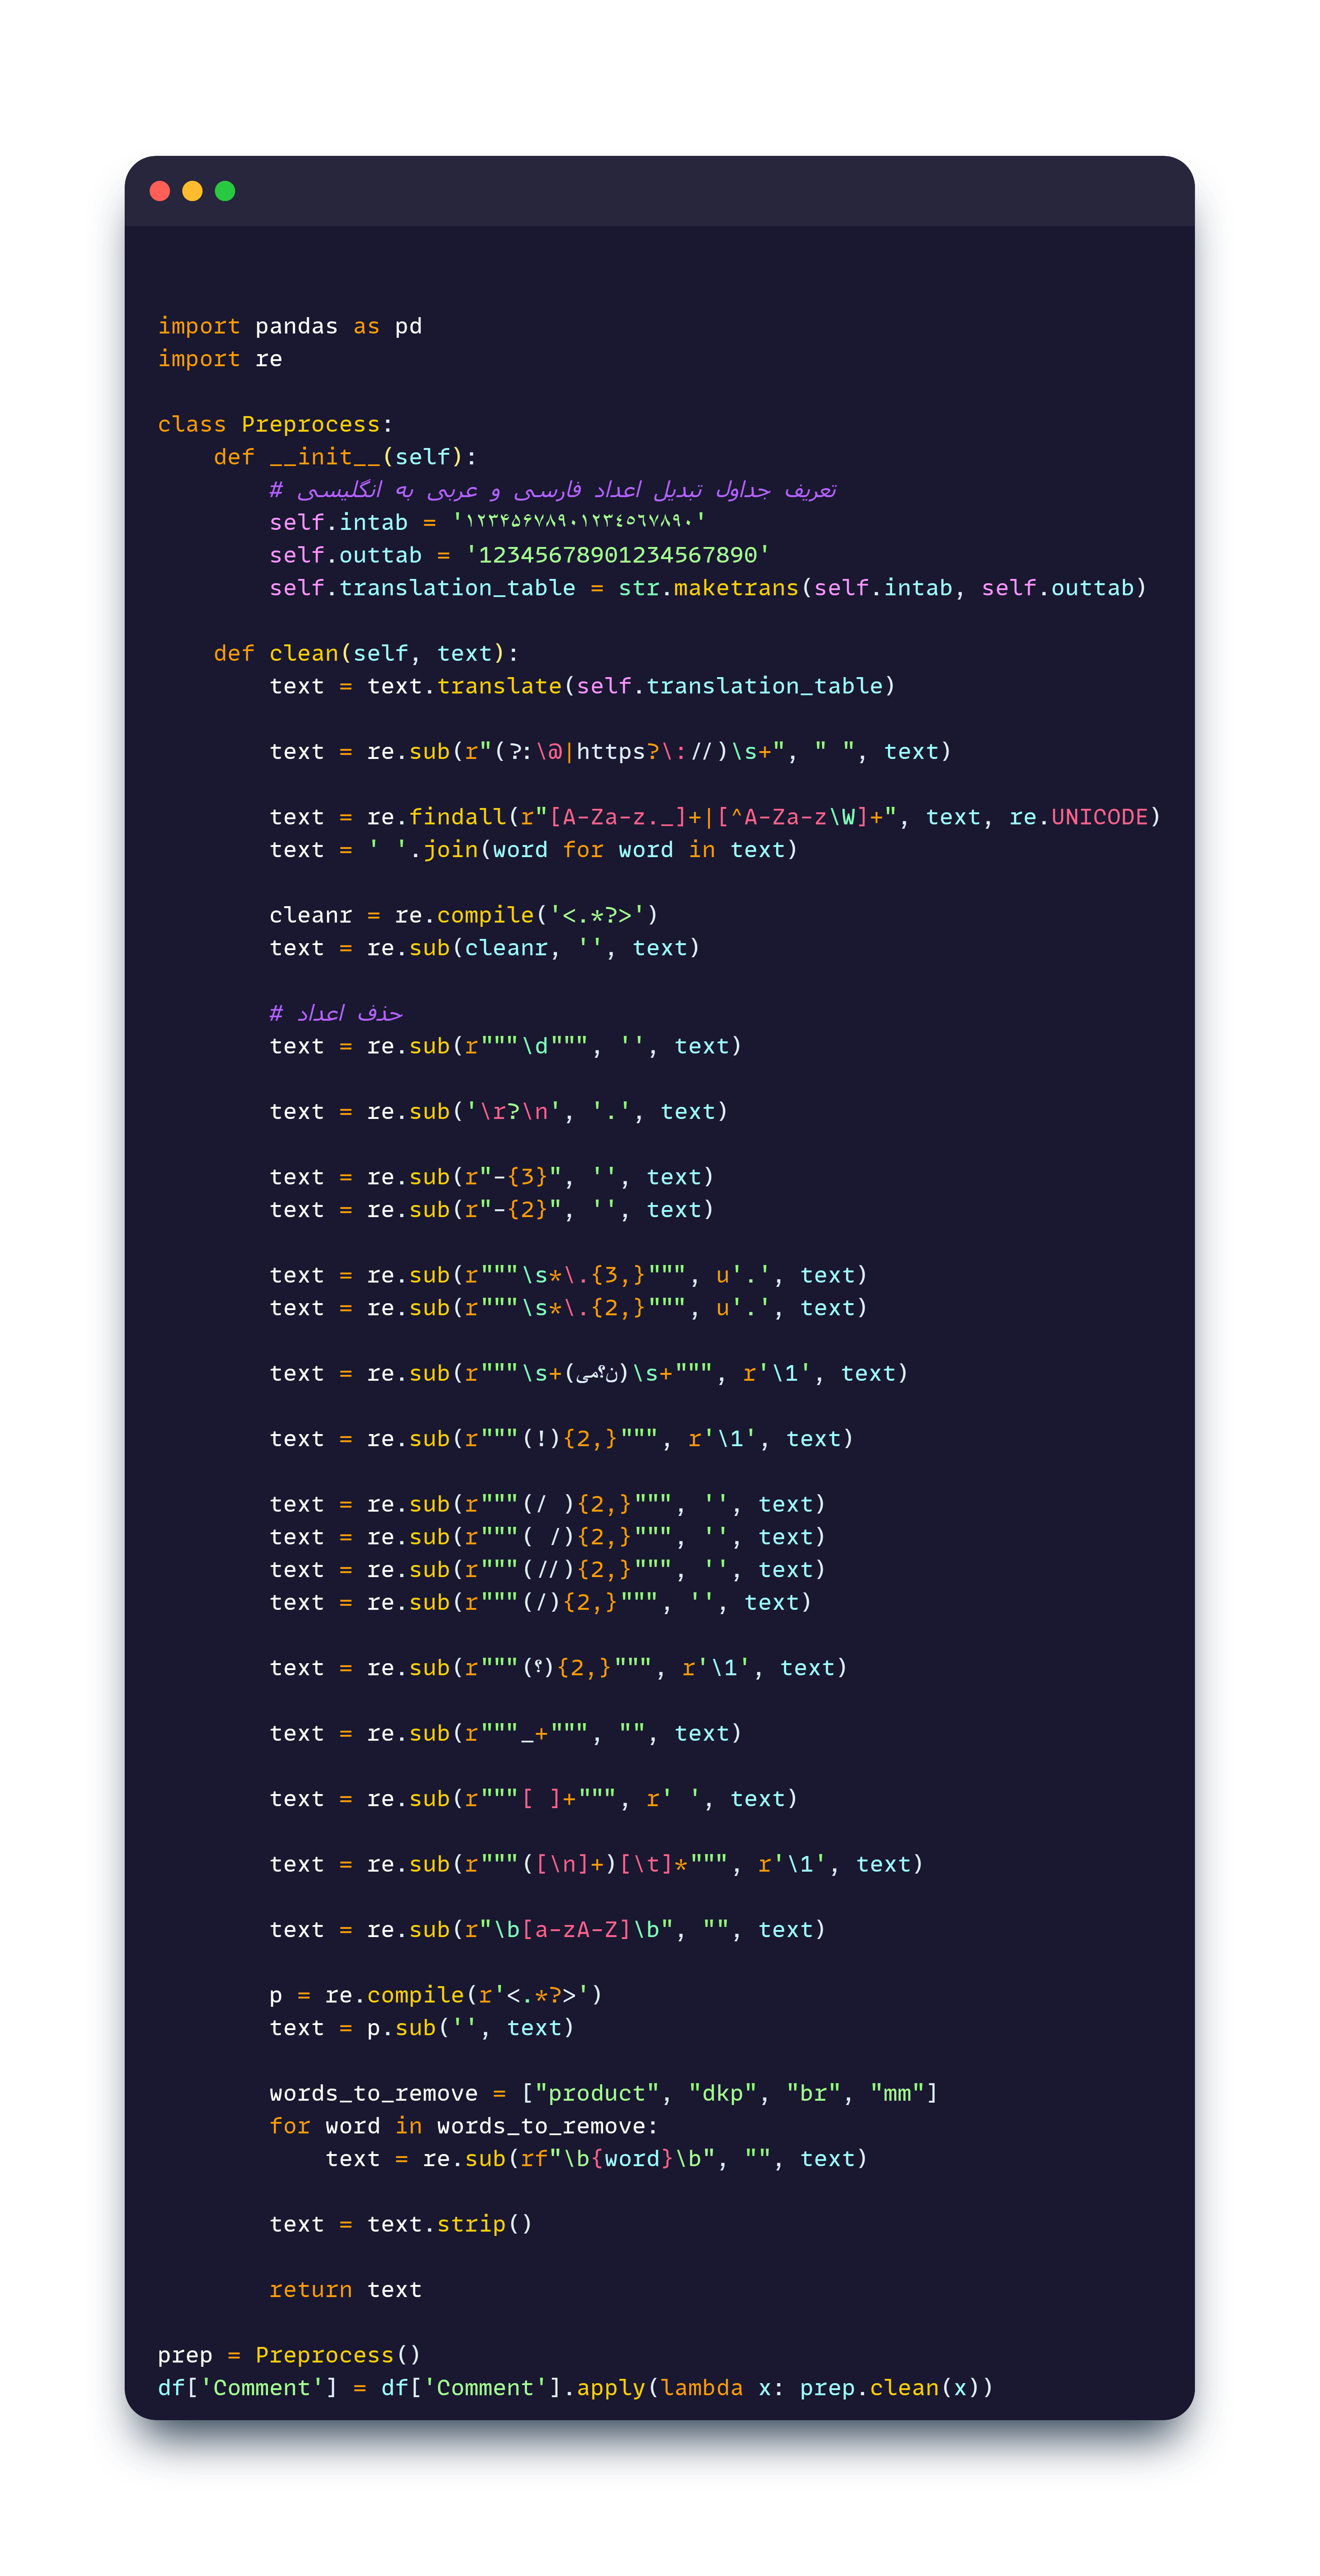 import pandas as pd
import re
class Preprocess:
    def __init__(self):
        # تعریف جداول تبدیل اعداد فارسی و عربی به انگلیسی
        self.intab = '۱۲۳۴۵۶۷۸۹۰١٢٣٤٥٦٧٨٩٠'
        self.outtab = '12345678901234567890'
        self.translation_table = str.maketrans(self.intab, self.outtab)
    def clean(self, text):
        text = text.translate(self.translation_table)
        text = re.sub(r"(?:\@|https?\://)\s+", " ", text)
        text = re.findall(r"[A-Za-z._]+|[^A-Za-z\W]+", text, re.UNICODE)
        text = ' '.join(word for word in text)
        cleanr = re.compile('<.*?>')
        text = re.sub(cleanr, '', text)
        # حذف اعداد
        text = re.sub(r"""\d""", '', text)
        text = re.sub('\r?\n', '.', text)
        text = re.sub(r"-{3}", '', text)
        text = re.sub(r"-{2}", '', text)
        text = re.sub(r"""\s*\.{3,}""", u'.', text)
        text = re.sub(r"""\s*\.{2,}""", u'.', text)
        text = re.sub(r"""\s+(ن؟می)\s+""", r'\1', text)
        text = re.sub(r"""(!){2,}""", r'\1', text)
        text = re.sub(r"""(/ ){2,}""", '', text)
        text = re.sub(r"""( /){2,}""", '', text)
        text = re.sub(r"""(//){2,}""", '', text)
        text = re.sub(r"""(/){2,}""", '', text)
        text = re.sub(r"""(؟){2,}""", r'\1', text)
        text = re.sub(r"""_+""", "", text)
        text = re.sub(r"""[ ]+""", r' ', text)
        text = re.sub(r"""([\n]+)[\t]*""", r'\1', text)
        text = re.sub(r"\b[a-zA-Z]\b", "", text)
        p = re.compile(r'<.*?>')
        text = p.sub('', text)
        words_to_remove = ["product", "dkp", "br", "mm"]
        for word in words_to_remove:
            text = re.sub(rf"\b{word}\b", "", text)
        text = text.strip()
        return text
prep = Preprocess()
df['Comment'] = df['Comment'].apply(lambda x: prep.clean(x))